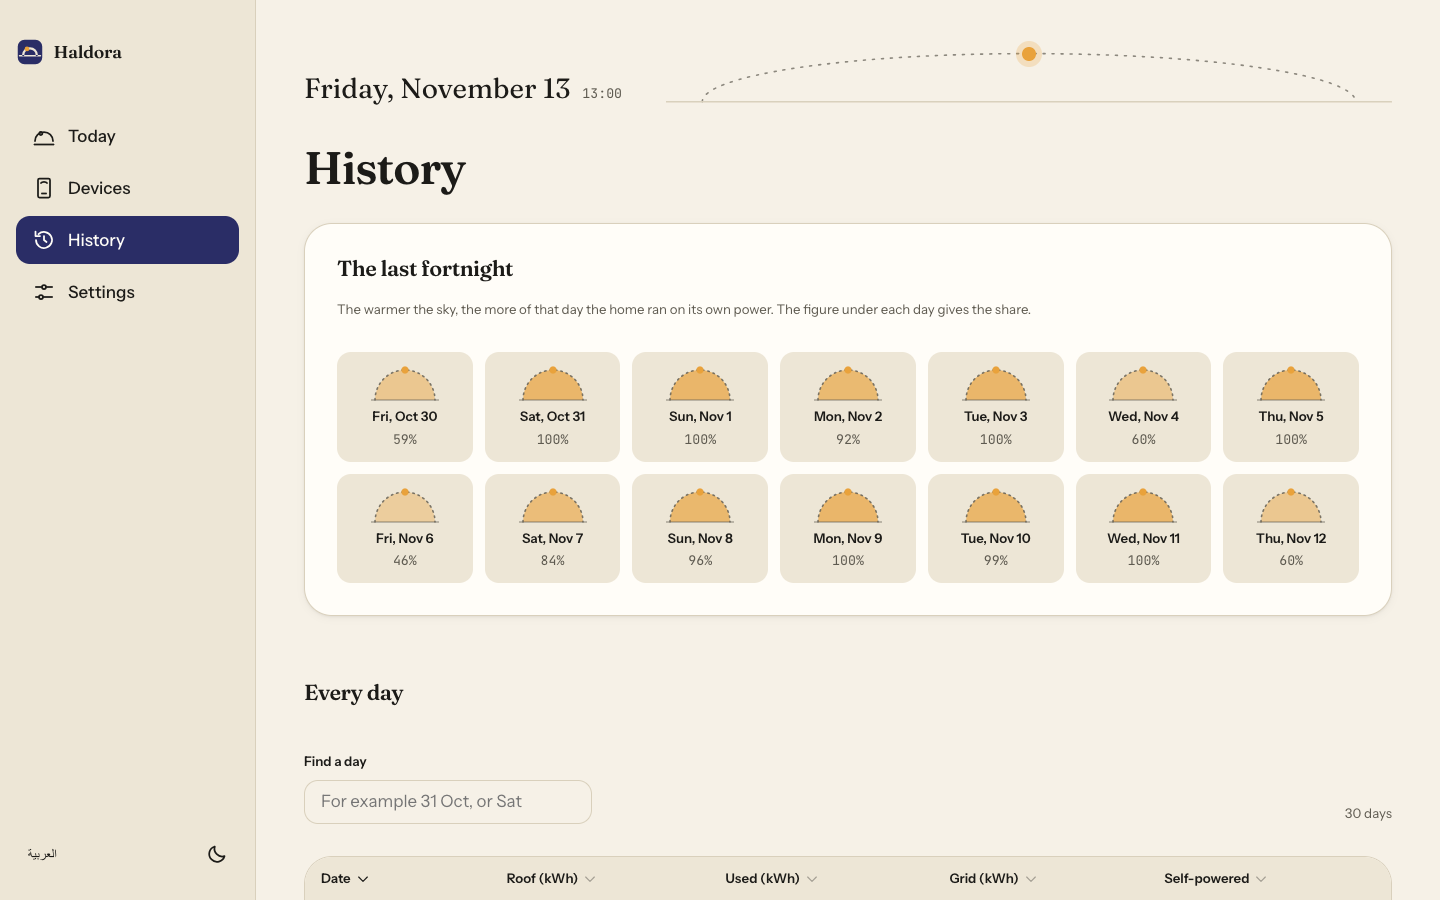 Haldora
Today
Devices
History
Settings
العربية
Friday, November 13 13:00
History
The last fortnight
The warmer the sky, the more of that day the home ran on its own power. The figure under each day gives the share.
Fri, Oct 30
59%
Sat, Oct 31
100%
Sun, Nov 1
100%
Mon, Nov 2
92%
Tue, Nov 3
100%
Wed, Nov 4
60%
Thu, Nov 5
100%
Fri, Nov 6
46%
Sat, Nov 7
84%
Sun, Nov 8
96%
Mon, Nov 9
100%
Tue, Nov 10
99%
Wed, Nov 11
100%
Thu, Nov 12
60%
Every day
Find a day
For example 31 Oct, or Sat
30 days
Date Roof (kWh) Used (kWh) Grid (kWh) Self-powered